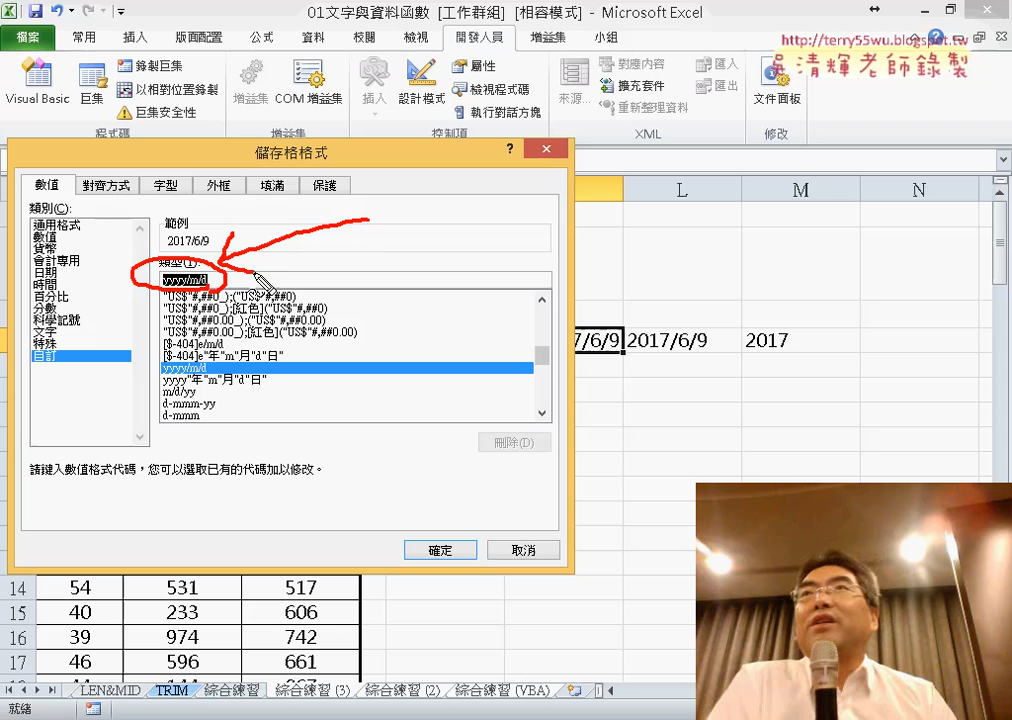 01文字與資料函數 [工作群組] [相容模式] - Microsoft Excel
檔案 常用 插入 版面配置 公式 資料 校閱 檢視 開發人員 增益集 小組
http://terry55wu.blogspot.tw
吳清輝老師錄製
Visual Basic 巨集 錄製巨集 以相對位置錄製 巨集安全性
增益集 COM 增益集
插入 設計模式 屬性 檢視程式碼 執行對話方塊
來源... 對應內容 擴充套件 重新整理資料 匯入 匯出
文件面板
程式碼 增益集 控制項 XML 修改
儲存格格式
數值 對齊方式 字型 外框 填滿 保護
類別(C):
通用格式
數值
貨幣
會計專用
日期
時間
百分比
分數
科學記號
文字
特殊
自訂
範例
2017/6/9
類型(T):
yyyy/m/d
"US$"#,##0_);("US$"#,##0)
"US$"#,##0_);[紅色]("US$"#,##0)
"US$"#,##0.00_);("US$"#,##0.00)
"US$"#,##0.00_);[紅色]("US$"#,##0.00)
[$-404]e/m/d
[$-404]e"年"m"月"d"日"
yyyy/m/d
yyyy"年"m"月"d"日"
m/d/yy
d-mmm-yy
d-mmm
刪除(D)
請鍵入數值格式代碼，您可以選取已有的代碼加以修改。
確定 取消
L M N
7/6/9 2017/6/9 2017
14 54 531 517
15 40 233 606
16 39 974 742
17 46 596 661
LEN&MID TRIM 綜合練習 綜合練習 (3) 綜合練習 (2) 綜合練習 (VBA)
就緒